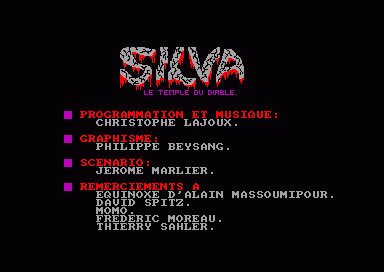 SILVA
LE TEMPLE DU DIABLE.
PROGRAMMATION ET MUSIQUE:
CHRISTOPHE LAJOUX.
GRAPHISME:
PHILIPPE BEYSANG.
SCENARIO:
JEROME MARLIER.
REMERCIEMENTS A
EQUINOXE D'ALAIN MASSOUMIPOUR.
DAVID SPITZ.
MOMO.
FREDERIC MOREAU.
THIERRY SAHLER.